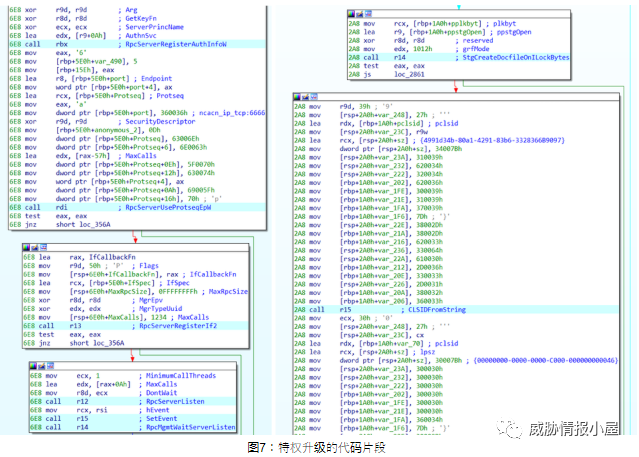 6E8 xor r9d, r9d ; Arg
6E8 xor r8d, r8d ; GetKeyFn
6E8 xor ecx, ecx ; ServerPrincName
6E8 lea edx, [r9+0Ah] ; AuthnSvc
6E8 call rbx ; RpcServerRegisterAuthInfoW
6E8 mov eax, '6'
6E8 mov [rbp+5E0h+var_490], 5
6E8 mov [rbp+15Eh], eax
6E8 lea r8, [rbp+5E0h+port] ; Endpoint
6E8 mov word ptr [rbp+5E0h+port+4], ax
6E8 lea rcx, [rbp+5E0h+Protseq] ; Protseq
6E8 mov eax, 'a'
6E8 mov dword ptr [rbp+5E0h+port], 360036h ; ncacn_ip_tcp:6666
6E8 xor r9d, r9d ; SecurityDescriptor
6E8 mov [rbp+5E0h+anonymous_2], 0Dh
6E8 mov dword ptr [rbp+5E0h+Protseq], 63006Eh
6E8 mov dword ptr [rbp+5E0h+Protseq+6], 6E0063h
6E8 lea edx, [rax-57h] ; MaxCalls
6E8 mov dword ptr [rbp+5E0h+Protseq+0Eh], 5F0070h
6E8 mov dword ptr [rbp+5E0h+Protseq+12h], 630074h
6E8 mov word ptr [rbp+5E0h+Protseq+4], ax
6E8 mov dword ptr [rbp+5E0h+Protseq+0Ah], 69005Fh
6E8 mov dword ptr [rbp+5E0h+Protseq+16h], 70h ; 'p'
6E8 call rdi ; RpcServerUseProtseqEpW
6E8 test eax, eax
6E8 jnz short loc_356A
6E8 lea rax, IfCallbackFn
6E8 mov r9d, 50h ; 'P' ; Flags
6E8 mov [rsp+6E0h+IfCallbackFn], rax ; IfCallbackFn
6E8 lea rcx, [rbp+5E0h+IfSpec] ; IfSpec
6E8 mov [rsp+6E0h+MaxRpcSize], 0FFFFFFFFh ; MaxRpcSize
6E8 xor r8d, r8d ; MgrEpv
6E8 xor edx, edx ; MgrTypeUuid
6E8 mov [rsp+6E0h+MaxCalls], 1234 ; MaxCalls
6E8 call r13 ; RpcServerRegisterIf2
6E8 test eax, eax
6E8 jnz short loc_356A
6E8 mov ecx, 1 ; MinimumCallThreads
6E8 lea edx, [rax+0Ah] ; MaxCalls
6E8 mov r8d, ecx ; DontWait
6E8 call r12 ; RpcServerListen
6E8 mov rcx, rsi ; hEvent
6E8 call r15 ; SetEvent
6E8 call r14 ; RpcMgmtWaitServerListen
2A8 mov rcx, [rbp+1A0h+pplkbyt] ; plkbyt
2A8 lea r9, [rbp+1A0h+ppstgOpen] ; ppstgOpen
2A8 xor r8d, r8d ; reserved
2A8 mov edx, 1012h ; grfMode
2A8 call r14 ; StgCreateDocfileOnILockBytes
2A8 test eax, eax
2A8 js loc_2861
2A8 mov r9d, 39h ; '9'
2A8 mov [rsp+2A0h+var_248], 27h ; '''
2A8 lea rdx, [rbp+1A0h+pclsid] ; pclsid
2A8 mov [rsp+2A0h+var_23C], r9w
2A8 lea rcx, [rsp+2A0h+sz] ; {4991d34b-80a1-4291-83b6-3328366B9097}
2A8 mov dword ptr [rsp+2A0h+sz], 34007Bh
2A8 mov [rsp+2A0h+var_23A], 310039h
2A8 mov [rsp+2A0h+var_232], 620034h
2A8 mov [rbp+1A0h+var_222], 320034h
2A8 mov [rbp+1A0h+var_202], 620036h
2A8 mov [rbp+1A0h+var_1FE], 300039h
2A8 mov [rbp+1A0h+var_21E], 310039h
2A8 mov [rbp+1A0h+var_1FA], 370039h
2A8 mov [rbp+1A0h+var_1F6], 7Dh ; '}'
2A8 mov [rsp+2A0h+var_22E], 38002Dh
2A8 mov [rbp+1A0h+var_21A], 38002Dh
2A8 mov [rbp+1A0h+var_216], 620033h
2A8 mov [rsp+2A0h+var_236], 330064h
2A8 mov [rsp+2A0h+var_22A], 610030h
2A8 mov [rbp+1A0h+var_212], 2D0036h
2A8 mov [rbp+1A0h+var_20E], 330033h
2A8 mov [rsp+2A0h+var_226], 2D0031h
2A8 mov [rbp+1A0h+var_20A], 380032h
2A8 mov [rbp+1A0h+var_206], 360033h
2A8 call r15 ; CLSIDFromString
2A8 mov ecx, 30h ; '0'
2A8 mov [rsp+2A0h+var_248], 27h ; '''
2A8 mov [rsp+2A0h+var_23C], cx
2A8 lea rdx, [rbp+1A0h+var_70] ; pclsid
2A8 lea rcx, [rsp+2A0h+sz] ; lpsz
2A8 mov dword ptr [rsp+2A0h+sz], 30007Bh ; {00000000-0000-0000-C000-000000000046}
2A8 mov [rsp+2A0h+var_23A], 300030h
2A8 mov [rsp+2A0h+var_232], 300030h
2A8 mov [rbp+1A0h+var_222], 300030h
2A8 mov [rbp+1A0h+var_202], 300030h
2A8 mov [rbp+1A0h+var_1FE], 300030h
2A8 mov [rbp+1A0h+var_21E], 300030h
2A8 mov [rbp+1A0h+var_1FA], 360034h
2A8 mov [rbp+1A0h+var_1F6], 7Dh ; '}'
威胁情报小屋
图7：特权升级的代码片段